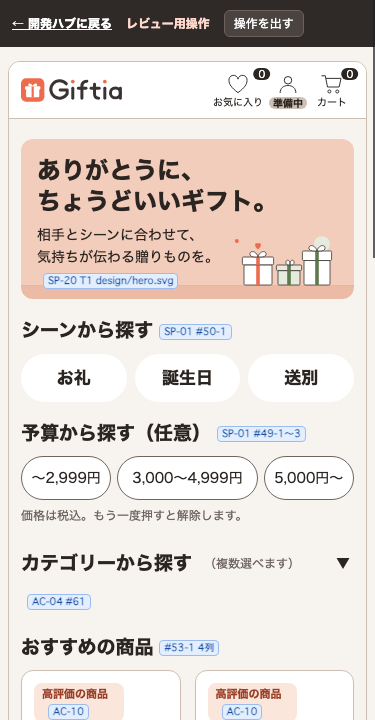 ← 開発ハブに戻る レビュー用操作 操作を出す
Giftia
0 0
お気に入り 準備中 カート
ありがとうに、
ちょうどいいギフト。
相手とシーンに合わせて、
気持ちが伝わる贈りものを。
SP-20 T1 design/hero.svg
シーンから探す SP-01 #50-1
お礼 誕生日 送別
予算から探す（任意） SP-01 #49-1〜3
〜2,999円 3,000〜4,999円 5,000円〜
価格は税込。もう一度押すと解除します。
カテゴリーから探す （複数選べます） ▼
AC-04 #61
おすすめの商品 #53-1 4列
高評価の商品 高評価の商品
AC-10 AC-10